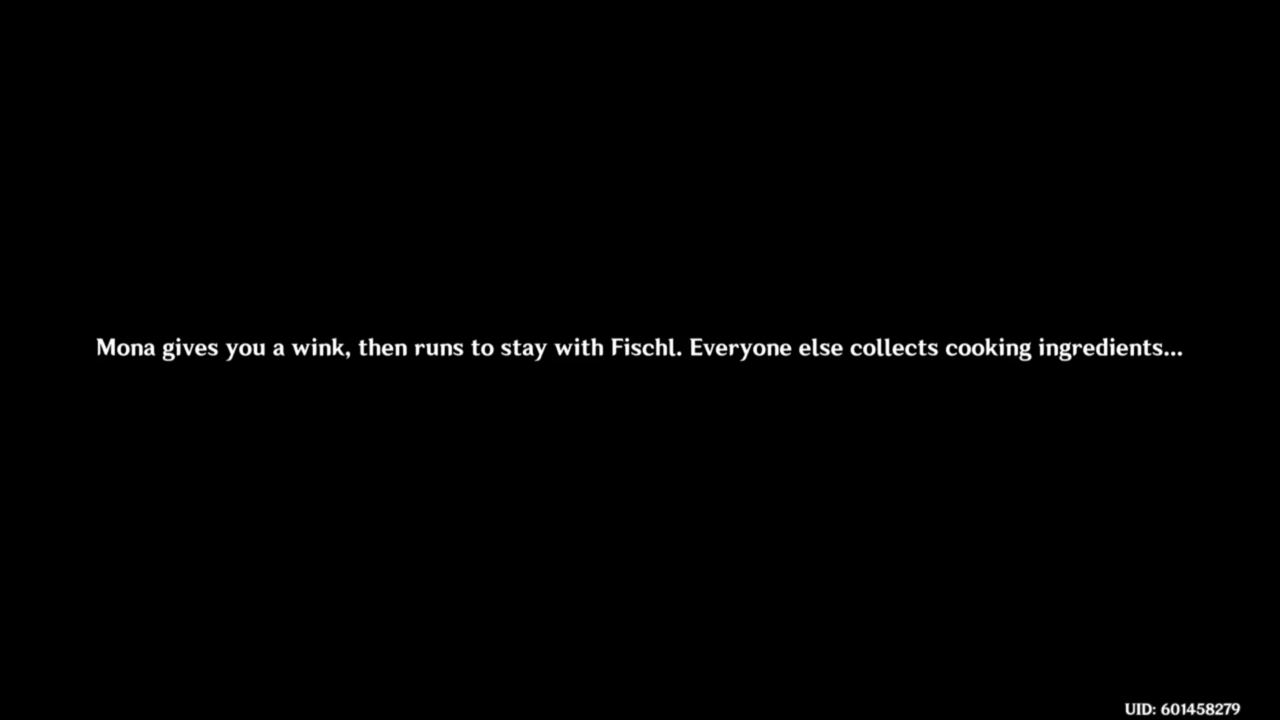 Mona gives you a wink, then runs to stay with Fischl. Everyone else collects cooking ingredients...
UID: 601458279